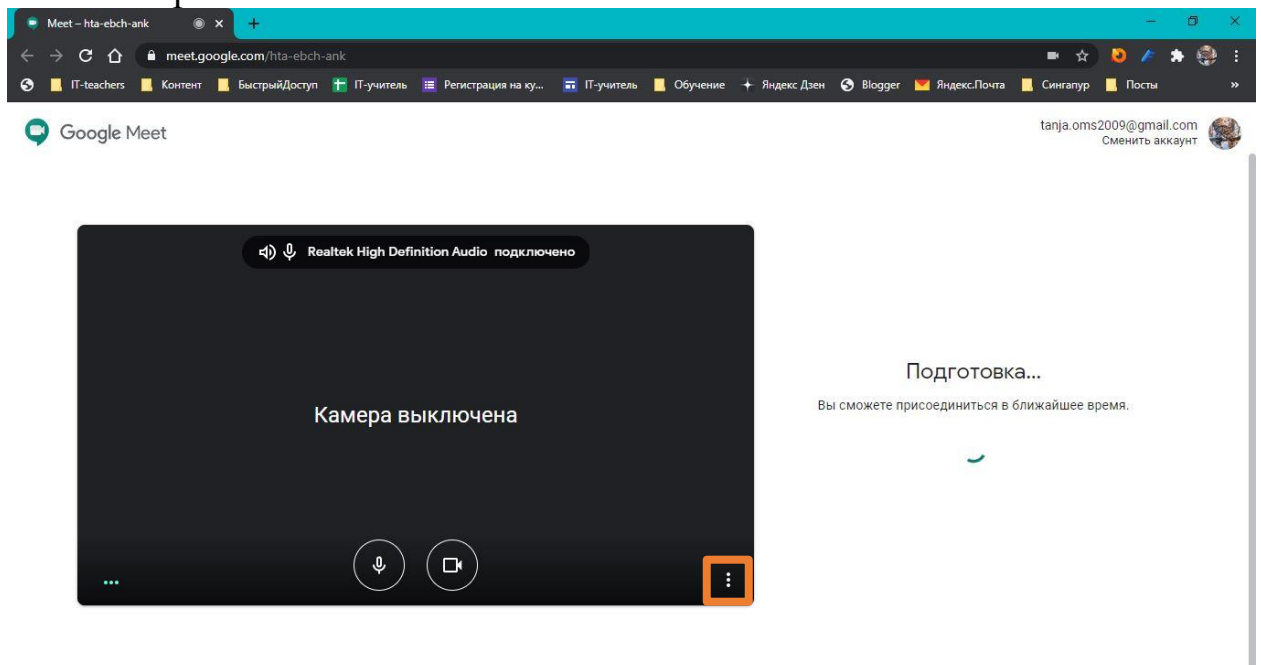 Meet – hta-ebch-ank
meet.google.com/hta-ebch-ank
IT-teachers Контент БыстрыйДоступ IT-учитель Регистрация на ку... IT-учитель Обучение Яндекс Дзен Blogger Яндекс.Почта Сингапур Посты »
Google Meet
tanja.oms2009@gmail.com
Сменить аккаунт
Realtek High Definition Audio подключено
Камера выключена
Подготовка...
Вы сможете присоединиться в ближайшее время.